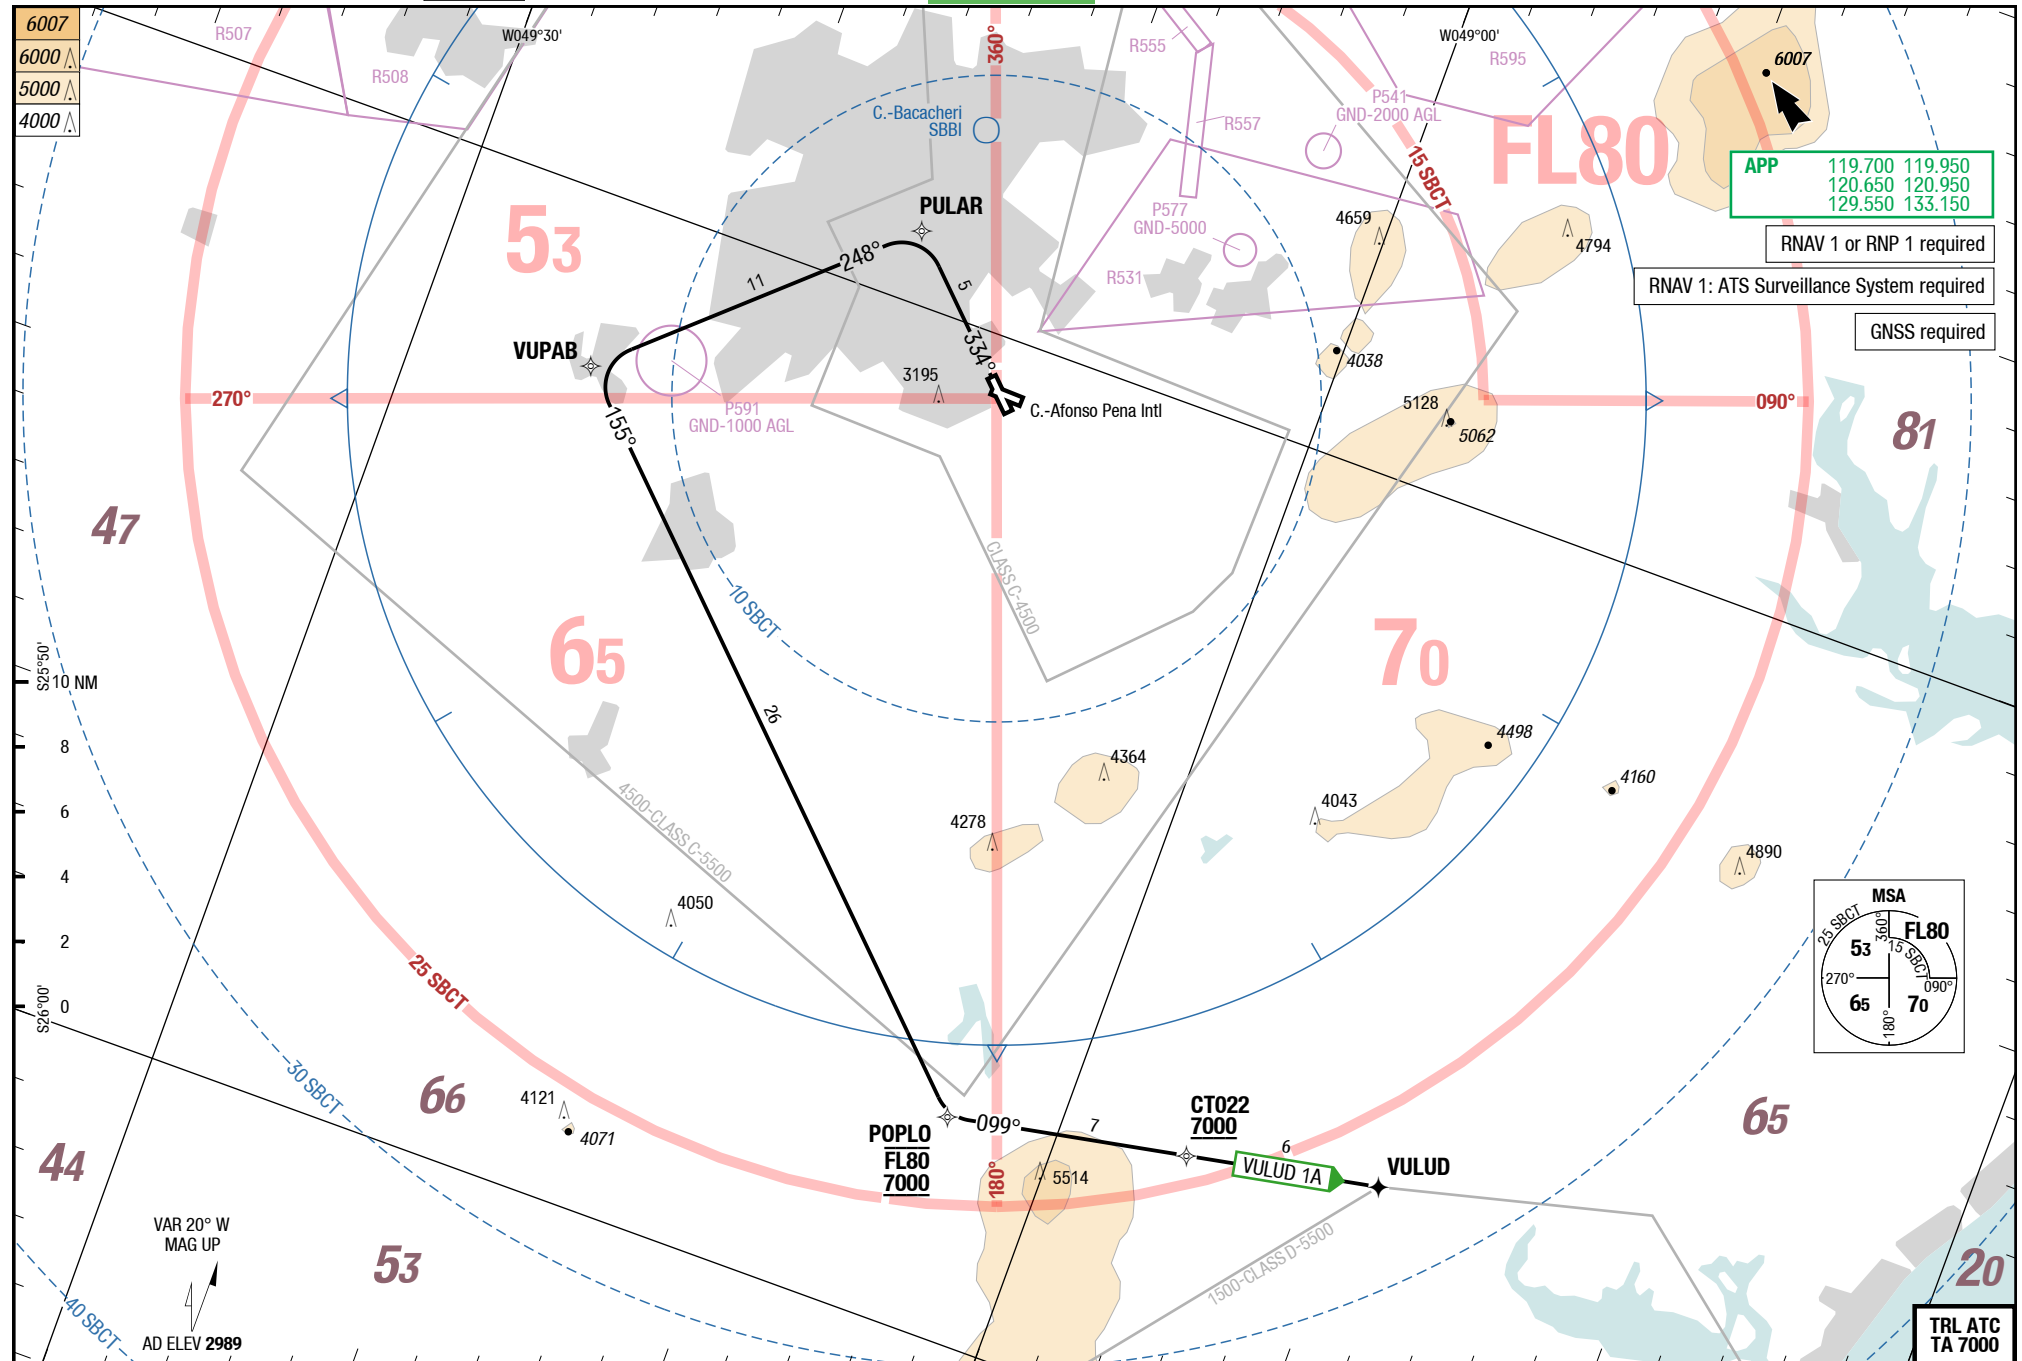 6007
6000
5000
4000
R507
R508
W049°30'
360°
R555
W049°00'
R595
6007
C.-Bacacheri
SBBI
R557
P541
GND-2000 AGL
FL80
15 SBCT
APP 119.700 119.950
120.650 120.950
129.550 133.150
RNAV 1 or RNP 1 required
RNAV 1: ATS Surveillance System required
GNSS required
53
PULAR
248°
11
5
334°
P577
GND-5000
R531
4659
4794
4038
VUPAB
3195
C.-Afonso Pena Intl
270°
P591
GND-1000 AGL
155°
5128
5062
090°
81
47
10 SBCT
CLASS C-4500
65
70
S25°50'
10 NM
8
6
4
2
0
S26°00'
26
4500-CLASS C-5500
4364
4278
4498
4043
4160
4890
4050
25 SBCT
MSA
25 SBCT
360°
FL80
53
15 SBCT
270°
090°
65
70
180°
30 SBCT
66
4121
4071
44
53
65
20
POPLO
FL80
7000
099°
7
CT022
7000
6
VULUD 1A
VULUD
180°
5514
1500-CLASS D-5500
VAR 20° W
MAG UP
AD ELEV 2989
40 SBCT
TRL ATC
TA 7000